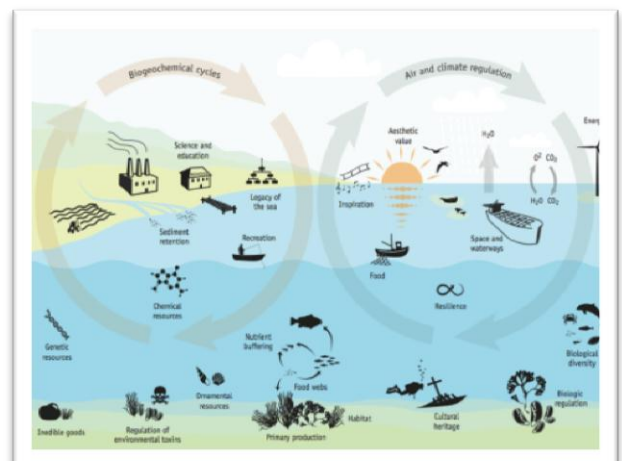 Biogeochemical cycles
Air and climate regulation
Science and
education
Aesthetic
value
H₂O
Energ
O² CO₂
H₂O CO₂
Legacy of
the sea
Inspiration
Sediment
retention
Recreation
Space and
waterways
Food
Chemical
resources
Resilience
Genetic
resources
Nutrient
buffering
Biological
diversity
Food webs
Ornamental
resources
Habitat
Cultural
heritage
Biologic
regulation
Inedible goods
Regulation of
environmental toxins
Primary production